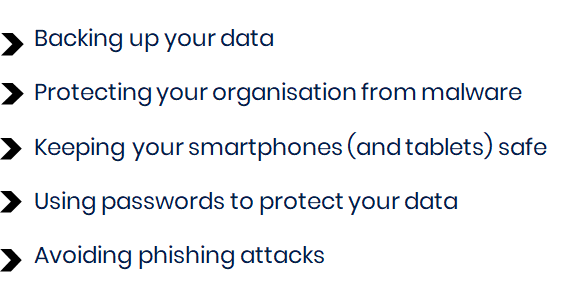 Backing up your data
Protecting your organisation from malware
Keeping your smartphones (and tablets) safe
Using passwords to protect your data
Avoiding phishing attacks